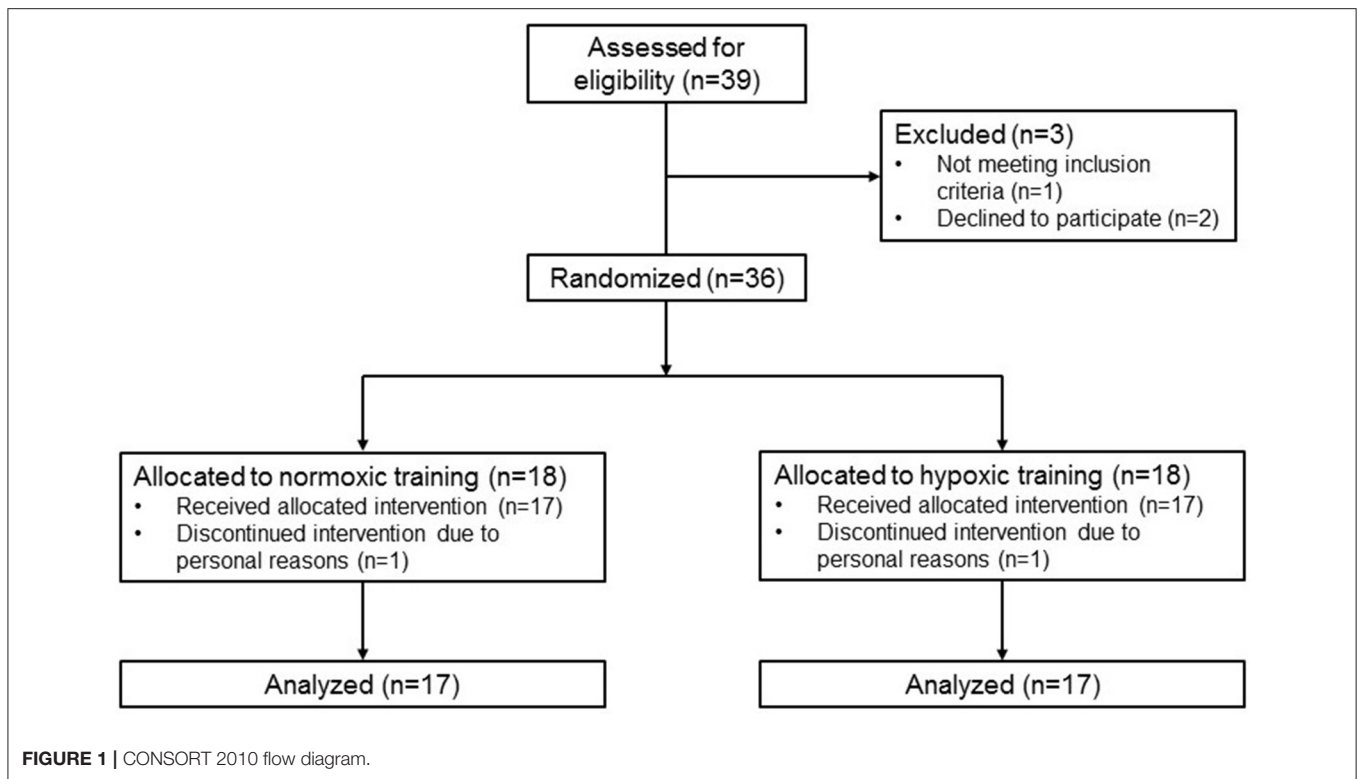 Assessed for
eligibility (n=39)
Excluded (n=3)
• Not meeting inclusion
criteria (n=1)
• Declined to participate (n=2)
Randomized (n=36)
Allocated to normoxic training (n=18)
• Received allocated intervention (n=17)
• Discontinued intervention due to
personal reasons (n=1)
Allocated to hypoxic training (n=18)
• Received allocated intervention (n=17)
• Discontinued intervention due to
personal reasons (n=1)
Analyzed (n=17)
Analyzed (n=17)
FIGURE 1 | CONSORT 2010 flow diagram.